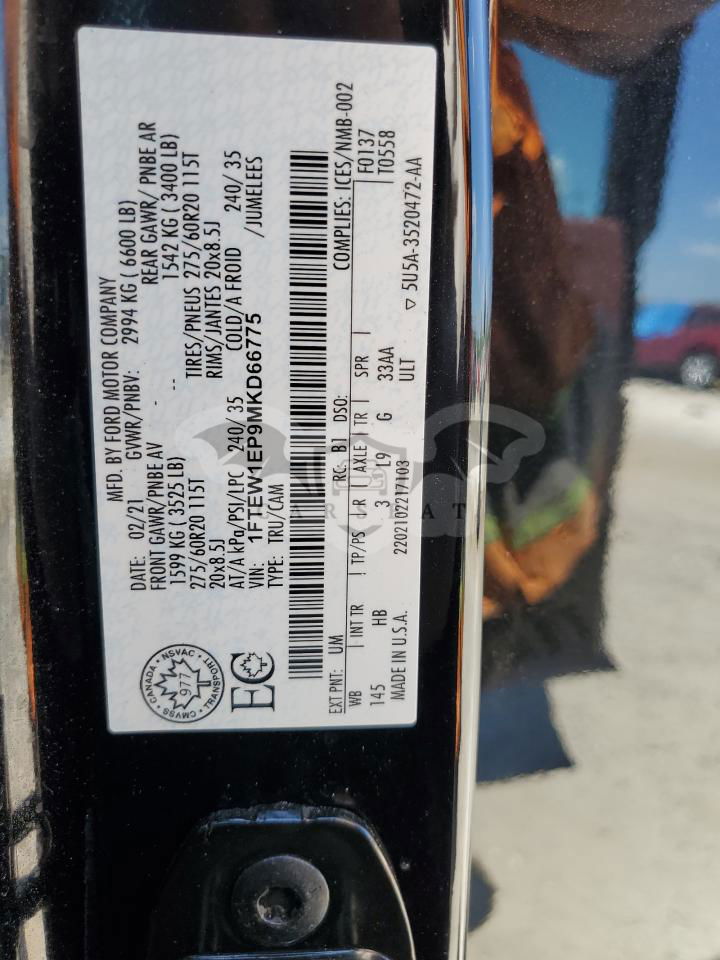 MFD. BY FORD MOTOR COMPANY
DATE: 02/21 GVWR/PNBV: 2994 KG ( 6600 LB)
FRONT GAWR/PNBE AV - REAR GAWR/ PNBE AR
1599 KG (3525 LB) -- 1542 KG ( 3400 LB)
275/60R20 115T TIRES/PNEUS 275/60R20 115T
20x8.5J RIMS/JANTES 20x8.5J
AT/A kPa/PSI/LPC 240/ 35 COLD/A FROID 240/ 35
VIN: 1FTEW1EP9MKD66775 /JUMELEES
TYPE: TRU/CAM
CANADA • NSVAC • TRANSPORT • CMVSS •
977
EC
EXT PNT: UM RC: B1 DSO: COMPLIES: ICES/NMB-002
WB INT TR TP/PS R AXLE TR SPR F0137
145 HB 3 L9 G 33AA T0558
MADE IN U.S.A. 2202102217103 ULT ▽ 5U5A-3520472-AA